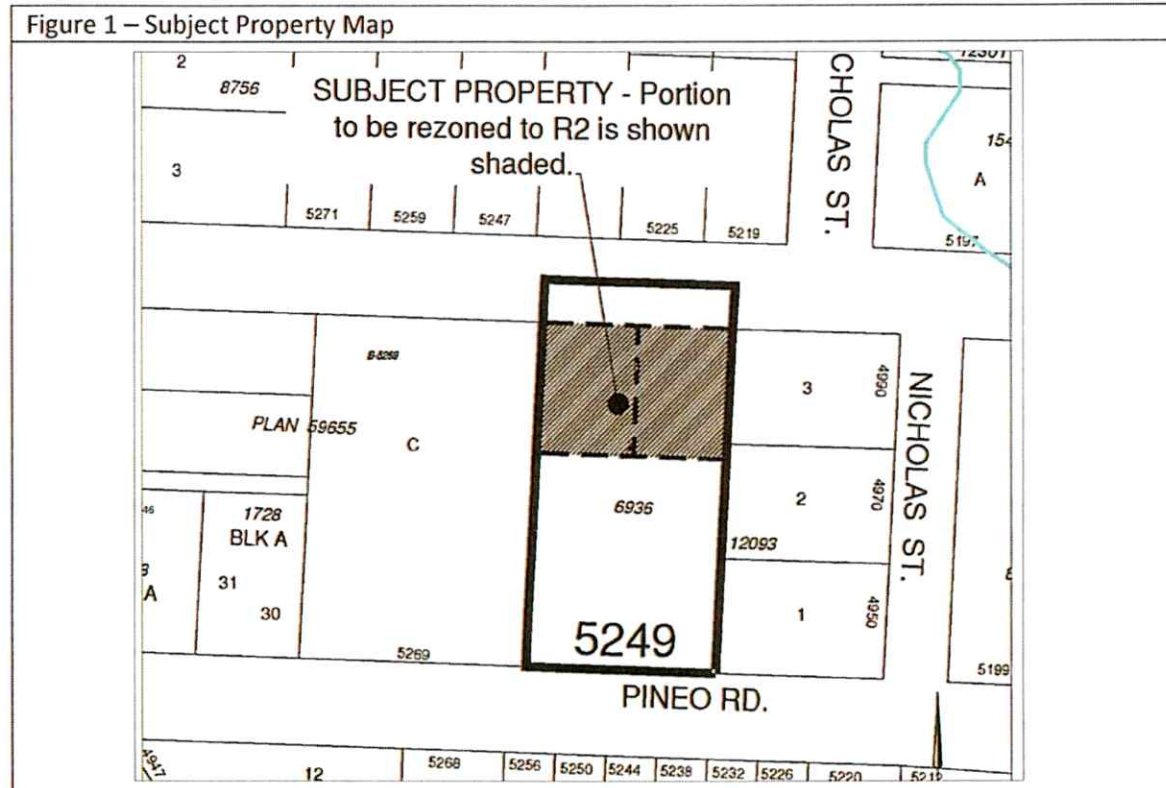 Figure 1 – Subject Property Map
2
8756
3
SUBJECT PROPERTY - Portion
to be rezoned to R2 is shown
shaded.
5271
5259
5247
5225
5219
CHOLAS ST.
12301
A
5197
PLAN 59655
C
6936
3
4990
2
4970
12093
1
4950
NICHOLAS ST.
46
1728
BLK A
A
31
30
5269
5249
5199
PINEO RD.
4947
12
5268
5256
5250
5244
5238
5232
5226
5220